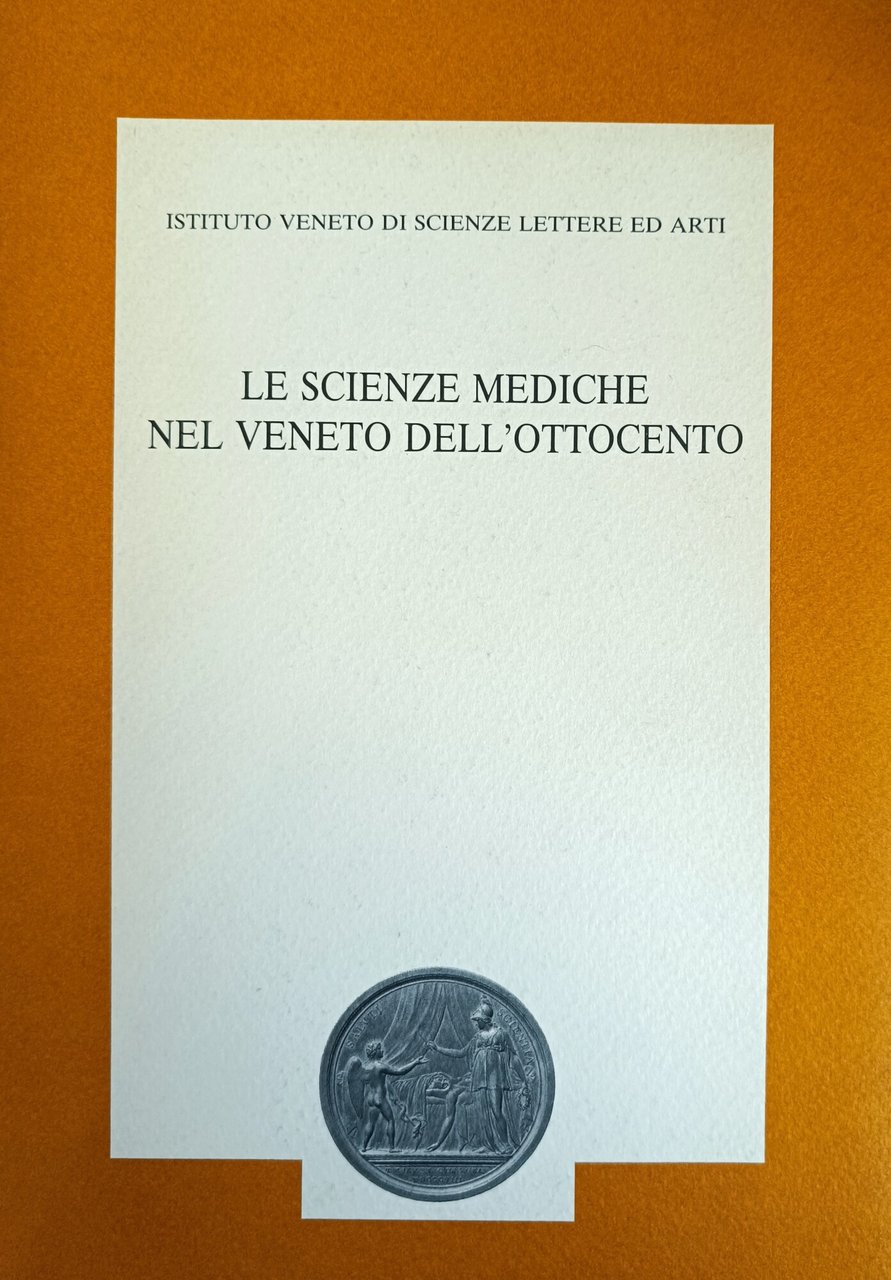 ISTITUTO VENETO DI SCIENZE LETTERE ED ARTI
LE SCIENZE MEDICHE
NEL VENETO DELL'OTTOCENTO